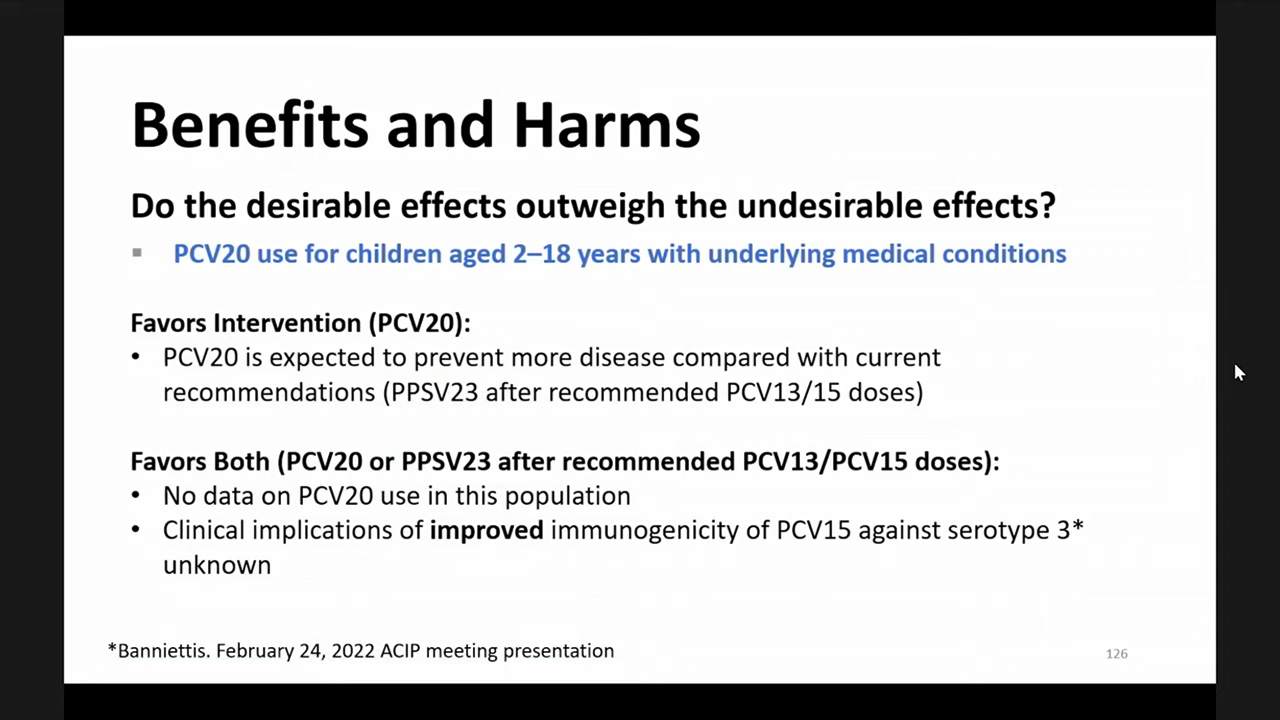 Benefits and Harms
Do the desirable effects outweigh the undesirable effects?
▪ PCV20 use for children aged 2–18 years with underlying medical conditions
Favors Intervention (PCV20):
• PCV20 is expected to prevent more disease compared with current
recommendations (PPSV23 after recommended PCV13/15 doses)
Favors Both (PCV20 or PPSV23 after recommended PCV13/PCV15 doses):
• No data on PCV20 use in this population
• Clinical implications of improved immunogenicity of PCV15 against serotype 3*
unknown
*Banniettis. February 24, 2022 ACIP meeting presentation
126